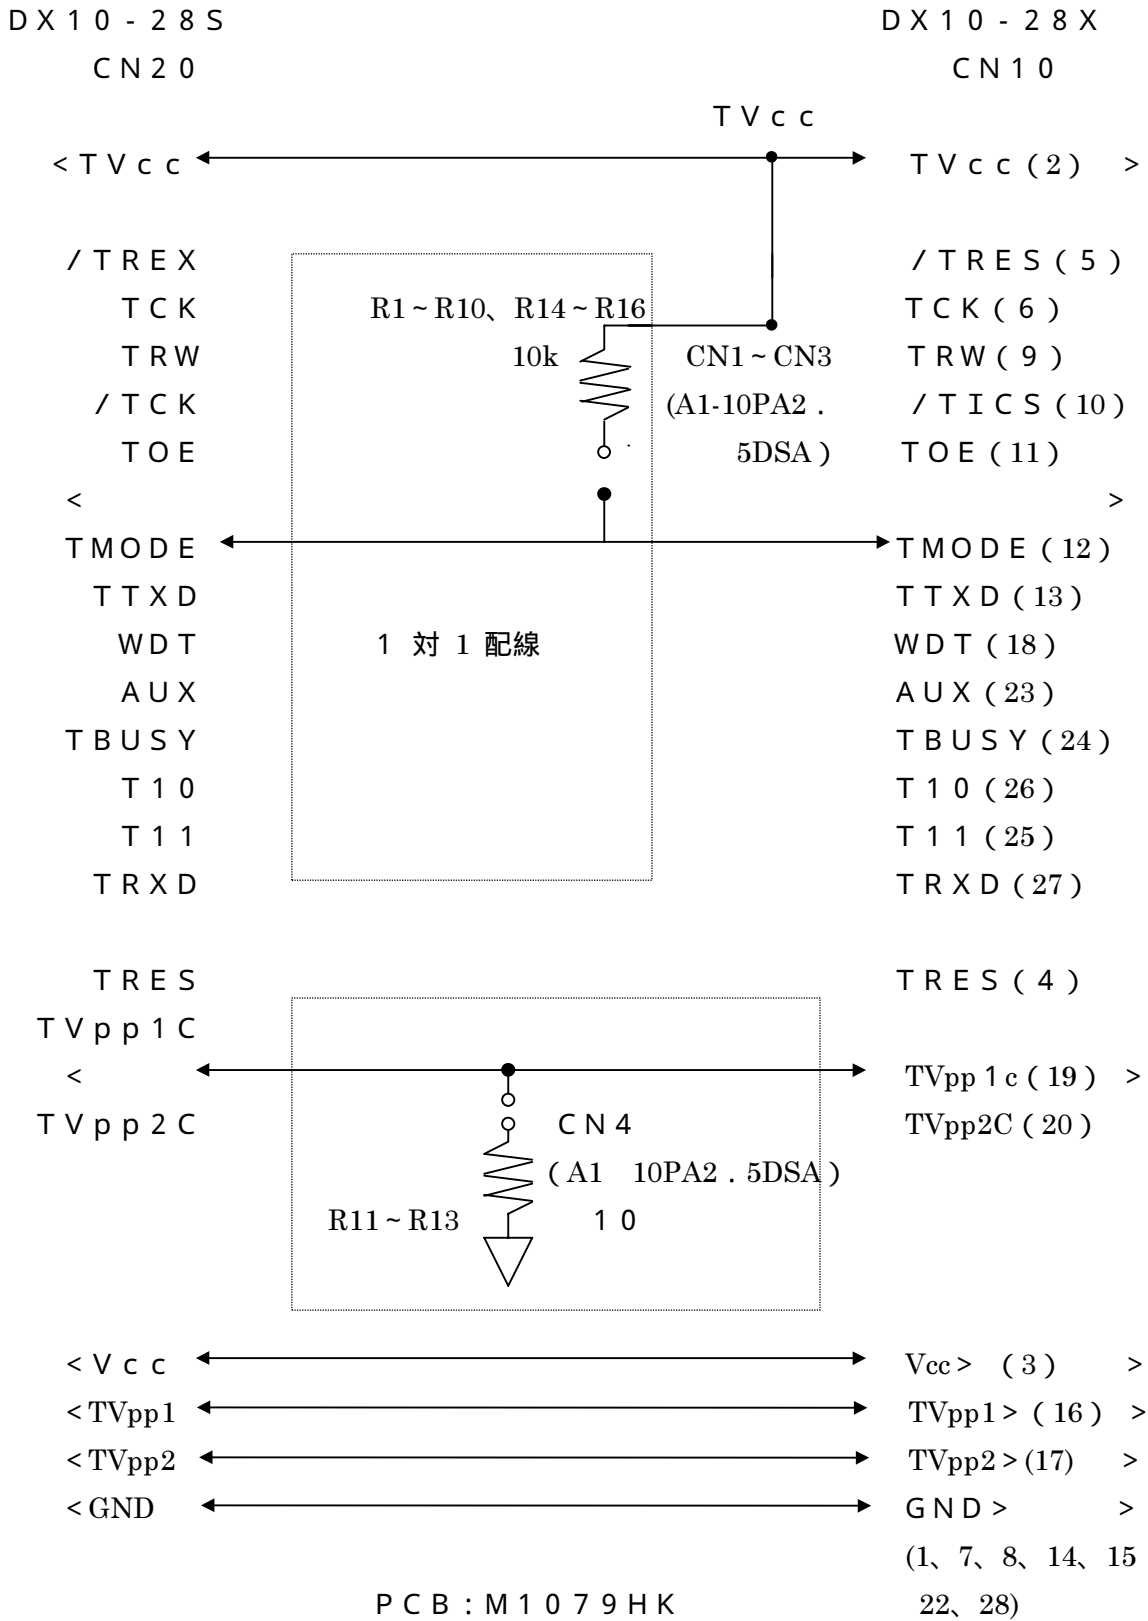 DX10-28S DX10-28X
CN20 CN10
TVcc
<TVcc TVcc(2) >
/TREX /TRES(5)
TCK R1~R10、R14~R16 TCK(6)
TRW 10k CN1~CN3 TRW(9)
/TCK (A1-10PA2. /TICS(10)
TOE 5DSA) TOE(11)
< >
TMODE TMODE(12)
TTXD TTXD(13)
WDT 1 対 1 配線 WDT(18)
AUX AUX(23)
TBUSY TBUSY(24)
T10 T10(26)
T11 T11(25)
TRXD TRXD(27)
TRES TRES(4)
TVpp1C
< TVpp1c(19) >
TVpp2C CN4 TVpp2C(20)
(A1 10PA2.5DSA)
R11~R13 10
<Vcc Vcc> (3) >
<TVpp1 TVpp1>(16) >
<TVpp2 TVpp2>(17) >
<GND GND> >
(1、7、8、14、15
PCB:M1079HK 22、28)